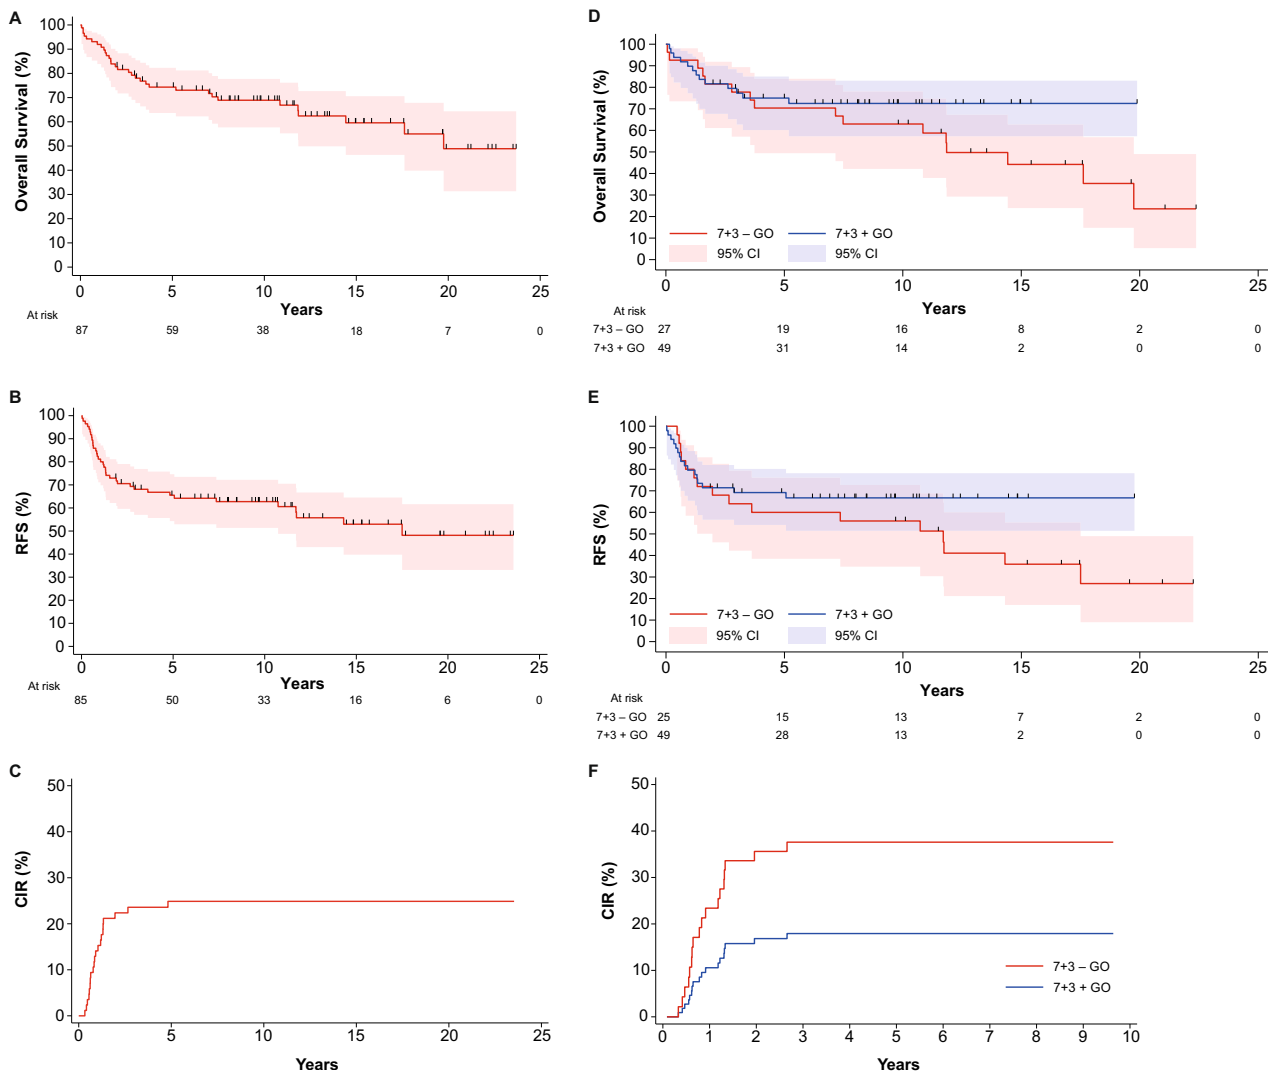 A
100
90
80
70
60
50
40
30
20
10
0
Overall Survival (%)
0 5 10 15 20 25
Years
At risk
87 59 38 18 7 0
B
100
90
80
70
60
50
40
30
20
10
0
RFS (%)
0 5 10 15 20 25
Years
At risk
85 50 33 16 6 0
C
50
40
30
20
10
0
CIR (%)
0 5 10 15 20 25
Years
D
100
90
80
70
60
50
40
30
20
10
0
Overall Survival (%)
7+3 – GO 7+3 + GO
95% CI 95% CI
0 5 10 15 20 25
Years
At risk
7+3 – GO 27 19 16 8 2 0
7+3 + GO 49 31 14 2 0 0
E
100
90
80
70
60
50
40
30
20
10
0
RFS (%)
7+3 – GO 7+3 + GO
95% CI 95% CI
0 5 10 15 20 25
Years
At risk
7+3 – GO 25 15 13 7 2 0
7+3 + GO 49 28 13 2 0 0
F
50
40
30
20
10
0
CIR (%)
7+3 – GO
7+3 + GO
0 1 2 3 4 5 6 7 8 9 10
Years